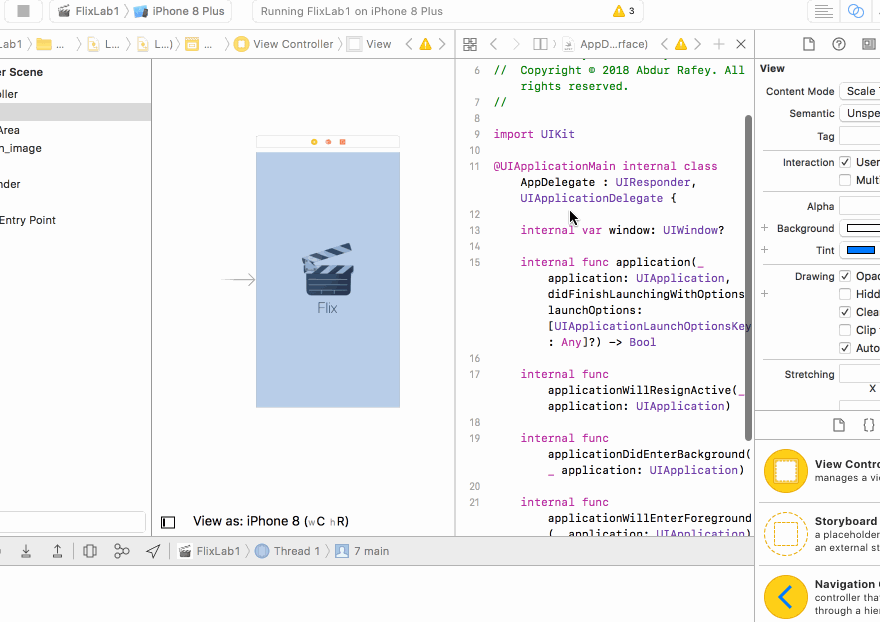 FlixLab1 〉 iPhone 8 Plus
Running FlixLab1 on iPhone 8 Plus
3
Lab1 〉 ... 〉 L... 〉 L...) 〉 ... 〉 View Controller 〉 View
AppD...rface)
er Scene
oller
Area
n_image
nder
Entry Point
Flix
View as: iPhone 8 (wC hR)
6 // Copyright © 2018 Abdur Rafey. All
rights reserved.
7 //
8
9 import UIKit
10
11 @UIApplicationMain internal class
AppDelegate : UIResponder,
UIApplicationDelegate {
12
13 internal var window: UIWindow?
14
15 internal func application(_
application: UIApplication,
didFinishLaunchingWithOptions
launchOptions:
[UIApplicationLaunchOptionsKey
: Any]?) -> Bool
16
17 internal func
applicationWillResignActive(_
application: UIApplication)
18
19 internal func
applicationDidEnterBackground(
_ application: UIApplication)
20
21 internal func
applicationWillEnterForeground
(_ application: UIApplication)
View
Content Mode Scale T
Semantic Unspe
Tag
Interaction User
Multi
Alpha
Background
Tint
Drawing Opac
Hidd
Clea
Clip
Auto
Stretching
X
{}
View Contro
manages a vie
Storyboard
a placeholder
an external st
Navigation C
controller that
through a hier
FlixLab1 〉 Thread 1 〉 7 main